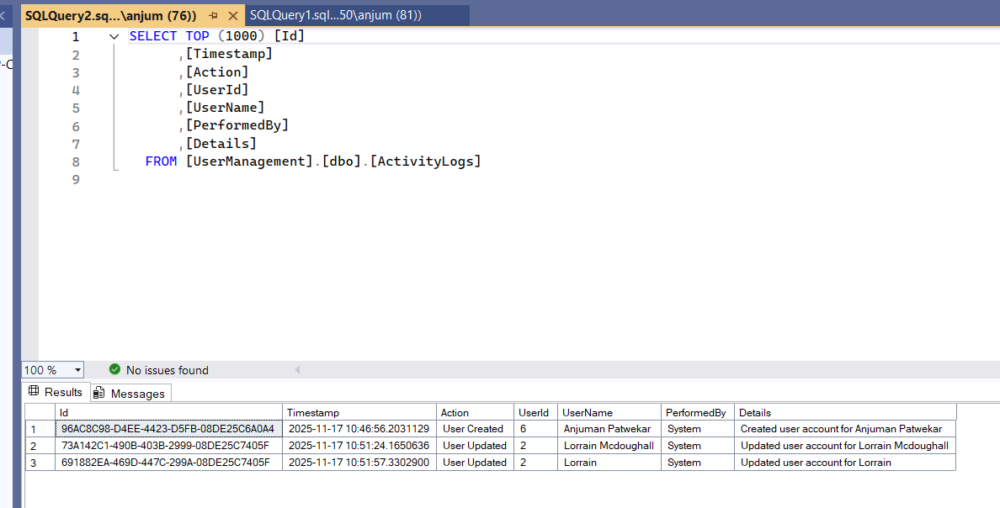 SQLQuery2.sq...\anjum (76)) SQLQuery1.sql...50\anjum (81))
-C
1 SELECT TOP (1000) [Id]
2 ,[Timestamp]
3 ,[Action]
4 ,[UserId]
5 ,[UserName]
6 ,[PerformedBy]
7 ,[Details]
8 FROM [UserManagement].[dbo].[ActivityLogs]
9
100 % No issues found
Results Messages
Id Timestamp Action UserId UserName PerformedBy Details
1 96AC8C98-D4EE-4423-D5FB-08DE25C6A0A4 2025-11-17 10:46:56.2031129 User Created 6 Anjuman Patwekar System Created user account for Anjuman Patwekar
2 73A142C1-490B-403B-2999-08DE25C7405F 2025-11-17 10:51:24.1650636 User Updated 2 Lorrain Mcdoughall System Updated user account for Lorrain Mcdoughall
3 691882EA-469D-447C-299A-08DE25C7405F 2025-11-17 10:51:57.3302900 User Updated 2 Lorrain System Updated user account for Lorrain